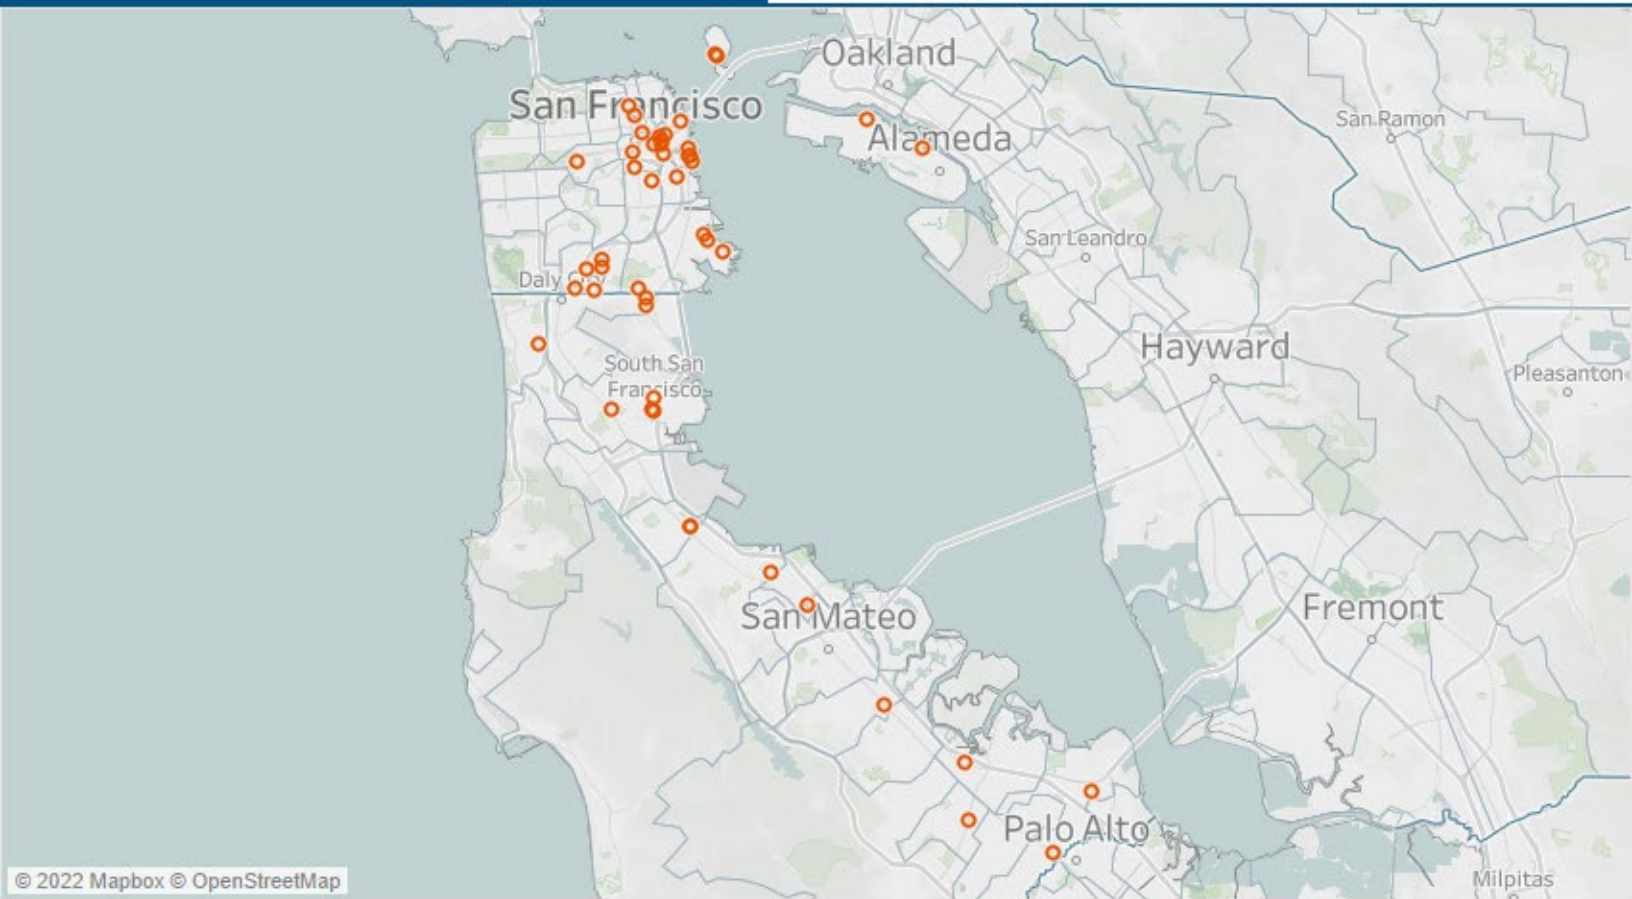 Oakland
San Francisco
San Ramon
Alameda
San Leandro
Daly City
Hayward
South San
Francisco
Pleasanton
Fremont
San Mateo
Palo Alto
Milpitas
© 2022 Mapbox © OpenStreetMap